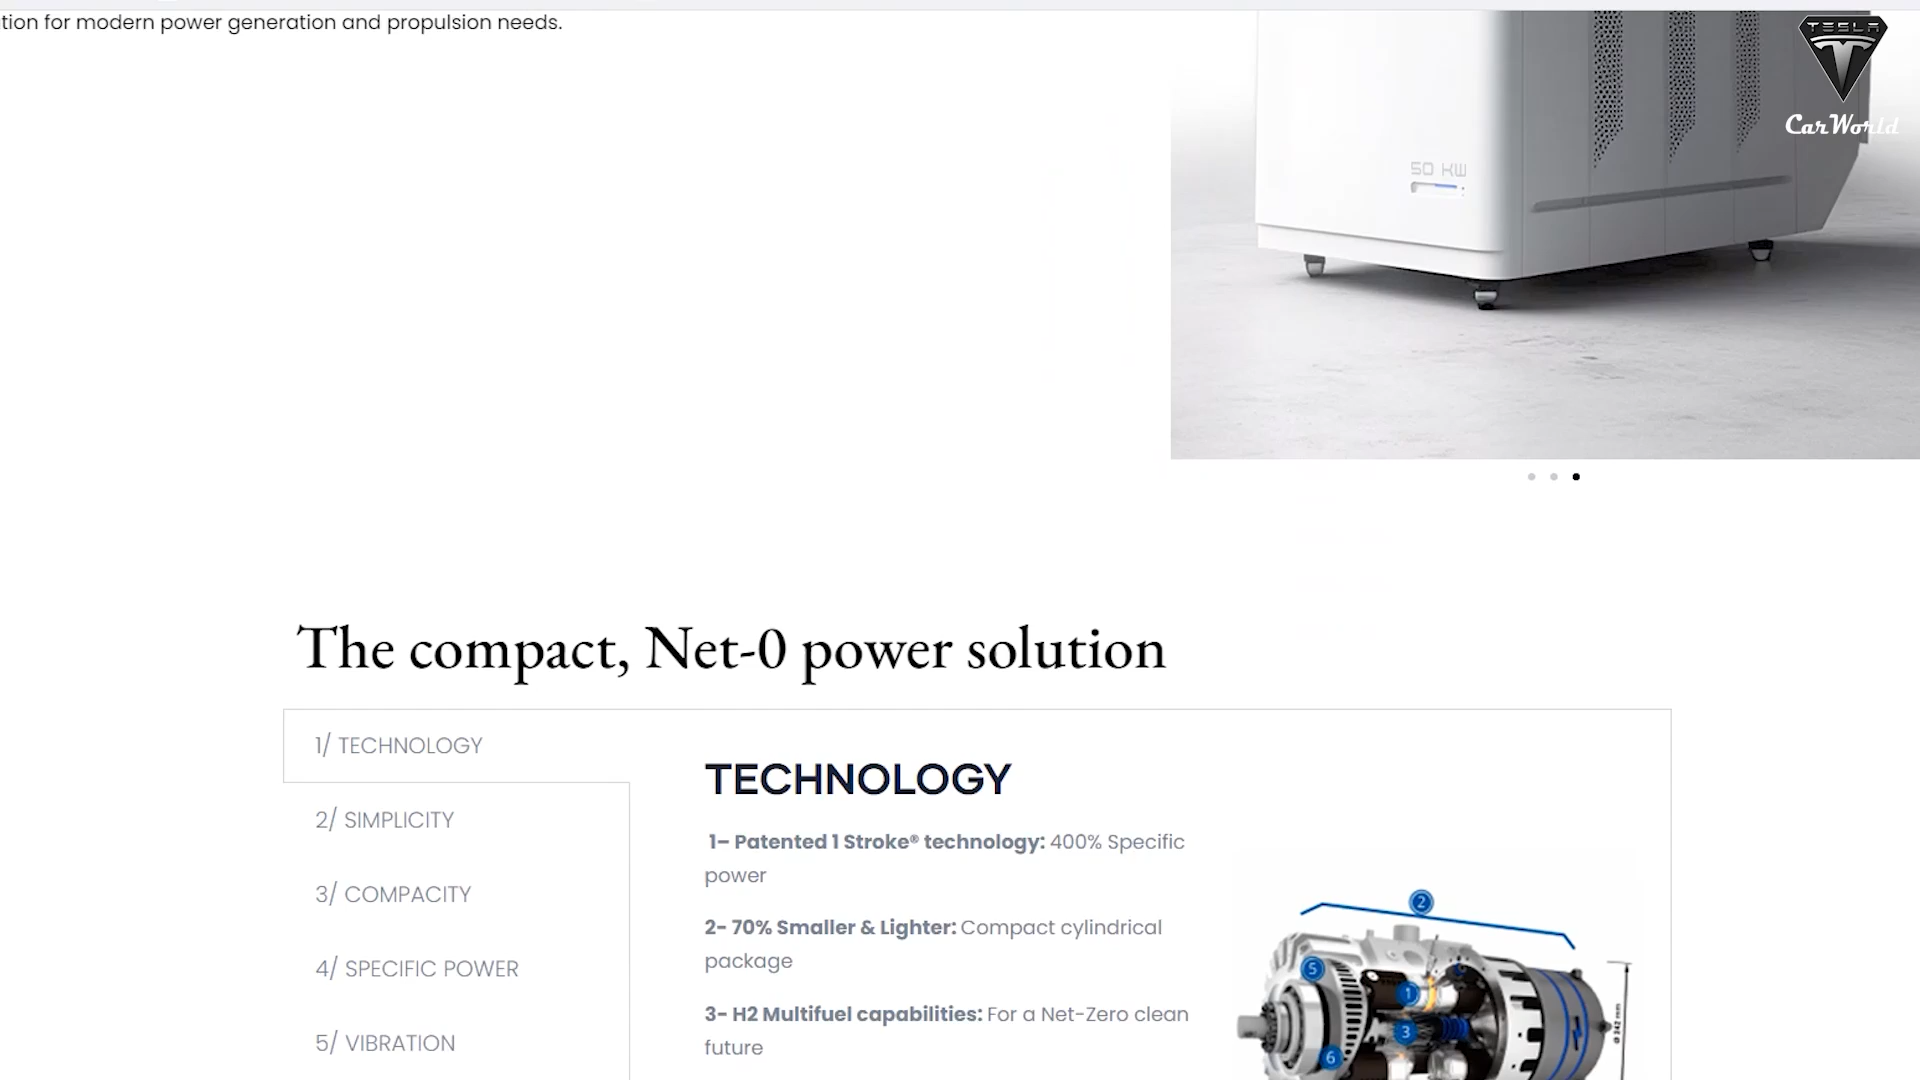 tion for modern power generation and propulsion needs.
TESLA
CarWorld
50 KW
The compact, Net-0 power solution
1/ TECHNOLOGY
2/ SIMPLICITY
3/ COMPACITY
4/ SPECIFIC POWER
5/ VIBRATION
TECHNOLOGY
1– Patented 1 Stroke® technology: 400% Specific
power
2- 70% Smaller & Lighter: Compact cylindrical
package
3- H2 Multifuel capabilities: For a Net-Zero clean
future
2
5
1
3
6
Ø 242 mm